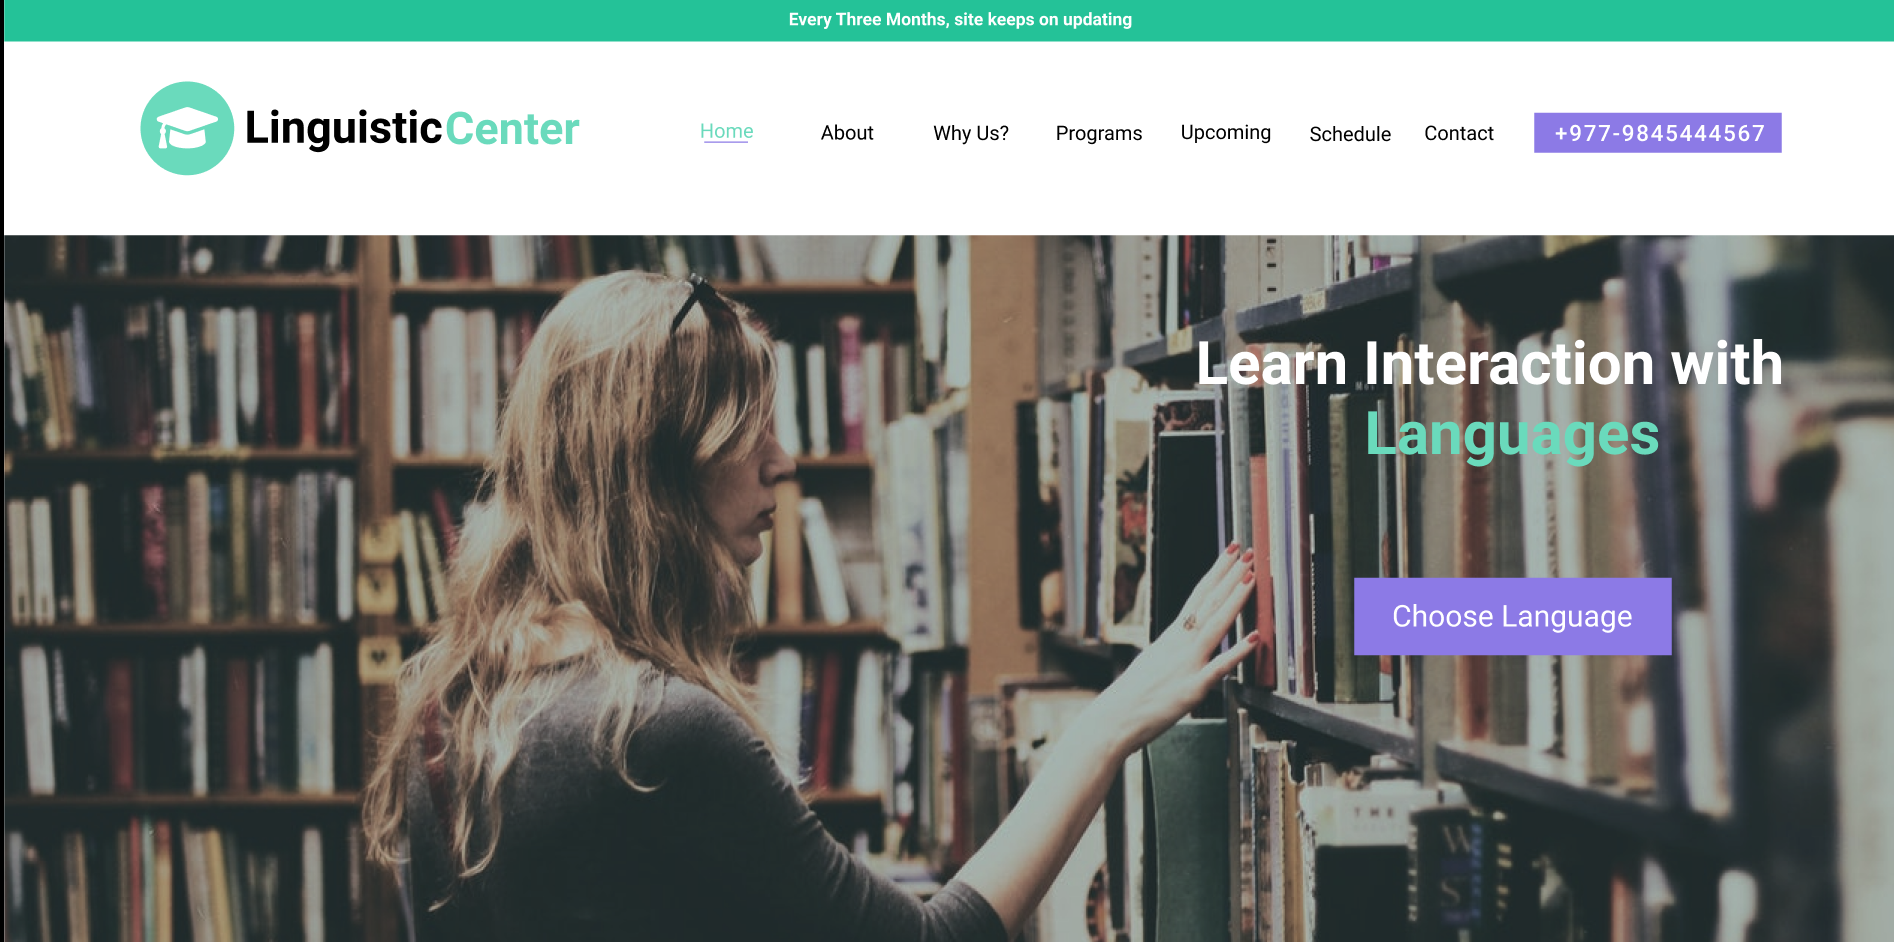 Every Three Months, site keeps on updating
LinguisticCenter
Home About Why Us? Programs Upcoming Schedule Contact +977-9845444567
Learn Interaction with
Languages
Choose Language
THE
W
S